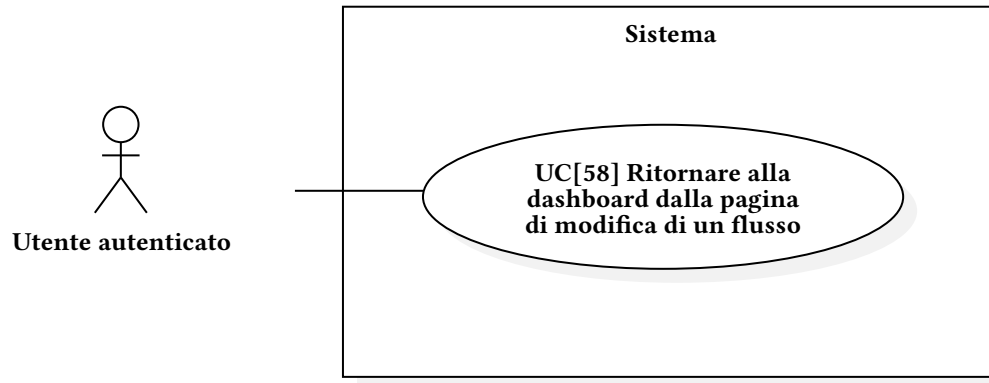 Sistema
UC[58] Ritornare alla
dashboard dalla pagina
di modifica di un flusso
Utente autenticato